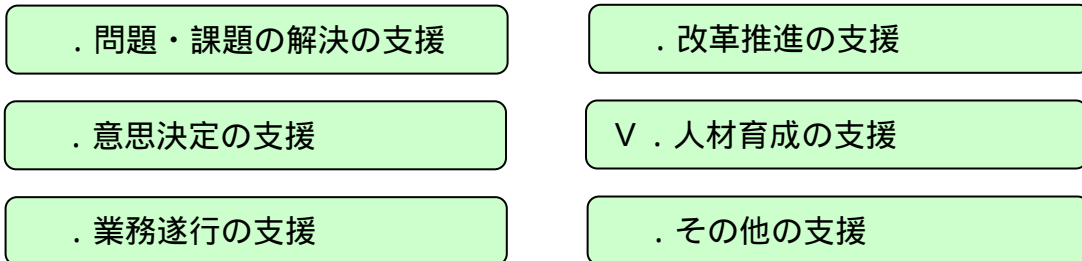 ．問題・課題の解決の支援
．意思決定の支援
．業務遂行の支援
．改革推進の支援
Ｖ．人材育成の支援
．その他の支援